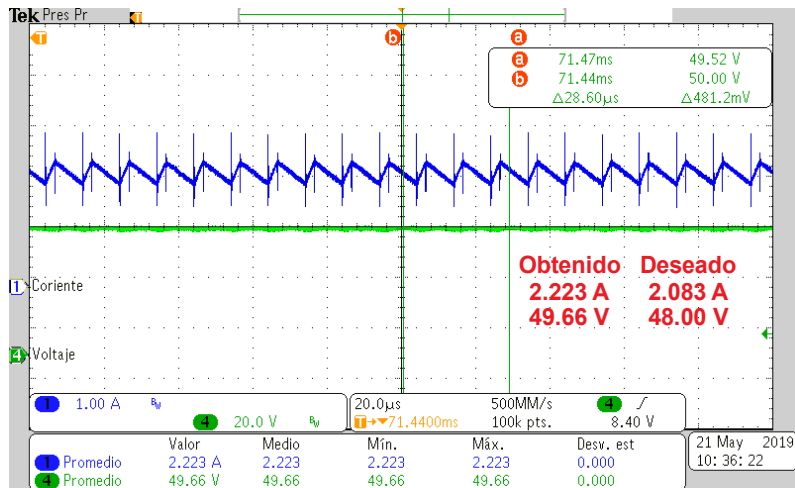 Tek Pres Pr
T
b
a
a 71.47ms 49.52 V
b 71.44ms 50.00 V
△28.60µs △481.2mV
Obtenido Deseado
2.223 A 2.083 A
49.66 V 48.00 V
1 Coriente
4 Voltaje
1 1.00 A BW
4 20.0 V BW
20.0µs 500MM/s 4 ∫
T→▼71.4400ms 100k pts. 8.40 V
Valor Medio Mín. Máx. Desv. est
1 Promedio 2.223 A 2.223 2.223 2.223 0.000
4 Promedio 49.66 V 49.66 49.66 49.66 0.000
21 May 2019
10: 36: 22